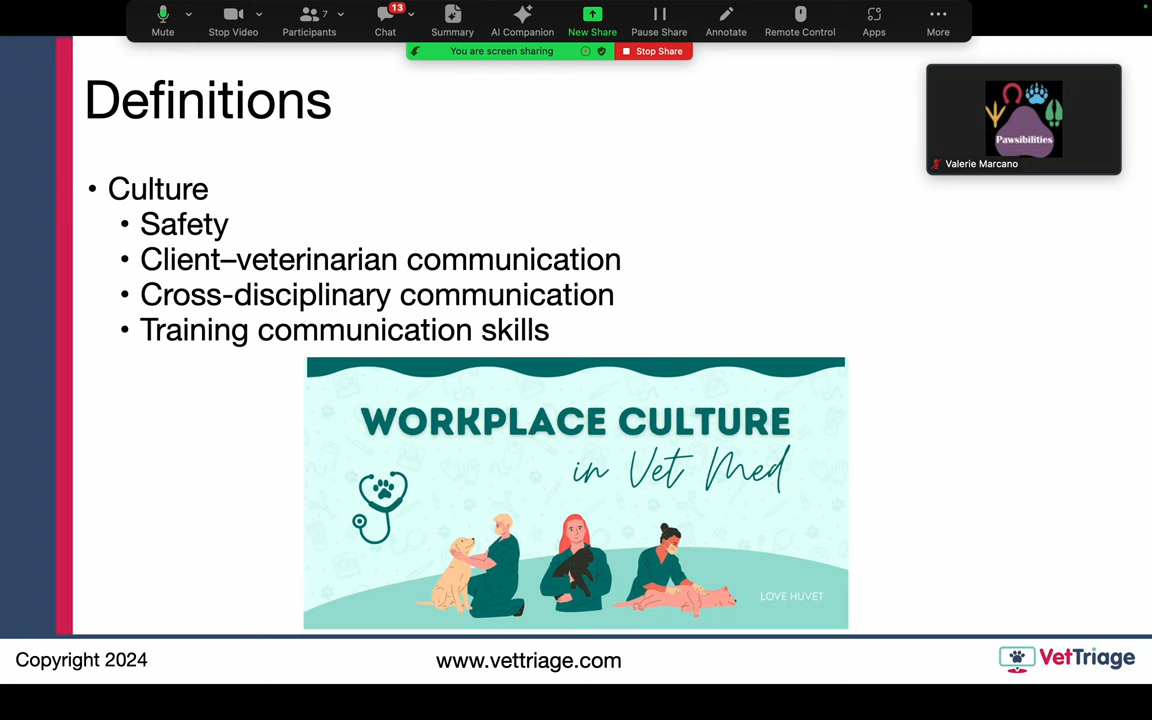 Mute
Stop Video
7
Participants
13
Chat
Summary
AI Companion
New Share
Pause Share
Annotate
Remote Control
Apps
More
You are screen sharing
Stop Share
Definitions
Pawsibilities
Valerie Marcano
• Culture
• Safety
• Client–veterinarian communication
• Cross-disciplinary communication
• Training communication skills
WORKPLACE CULTURE
in Vet Med
LOVE HUVET
Copyright 2024
www.vettriage.com
VetTriage